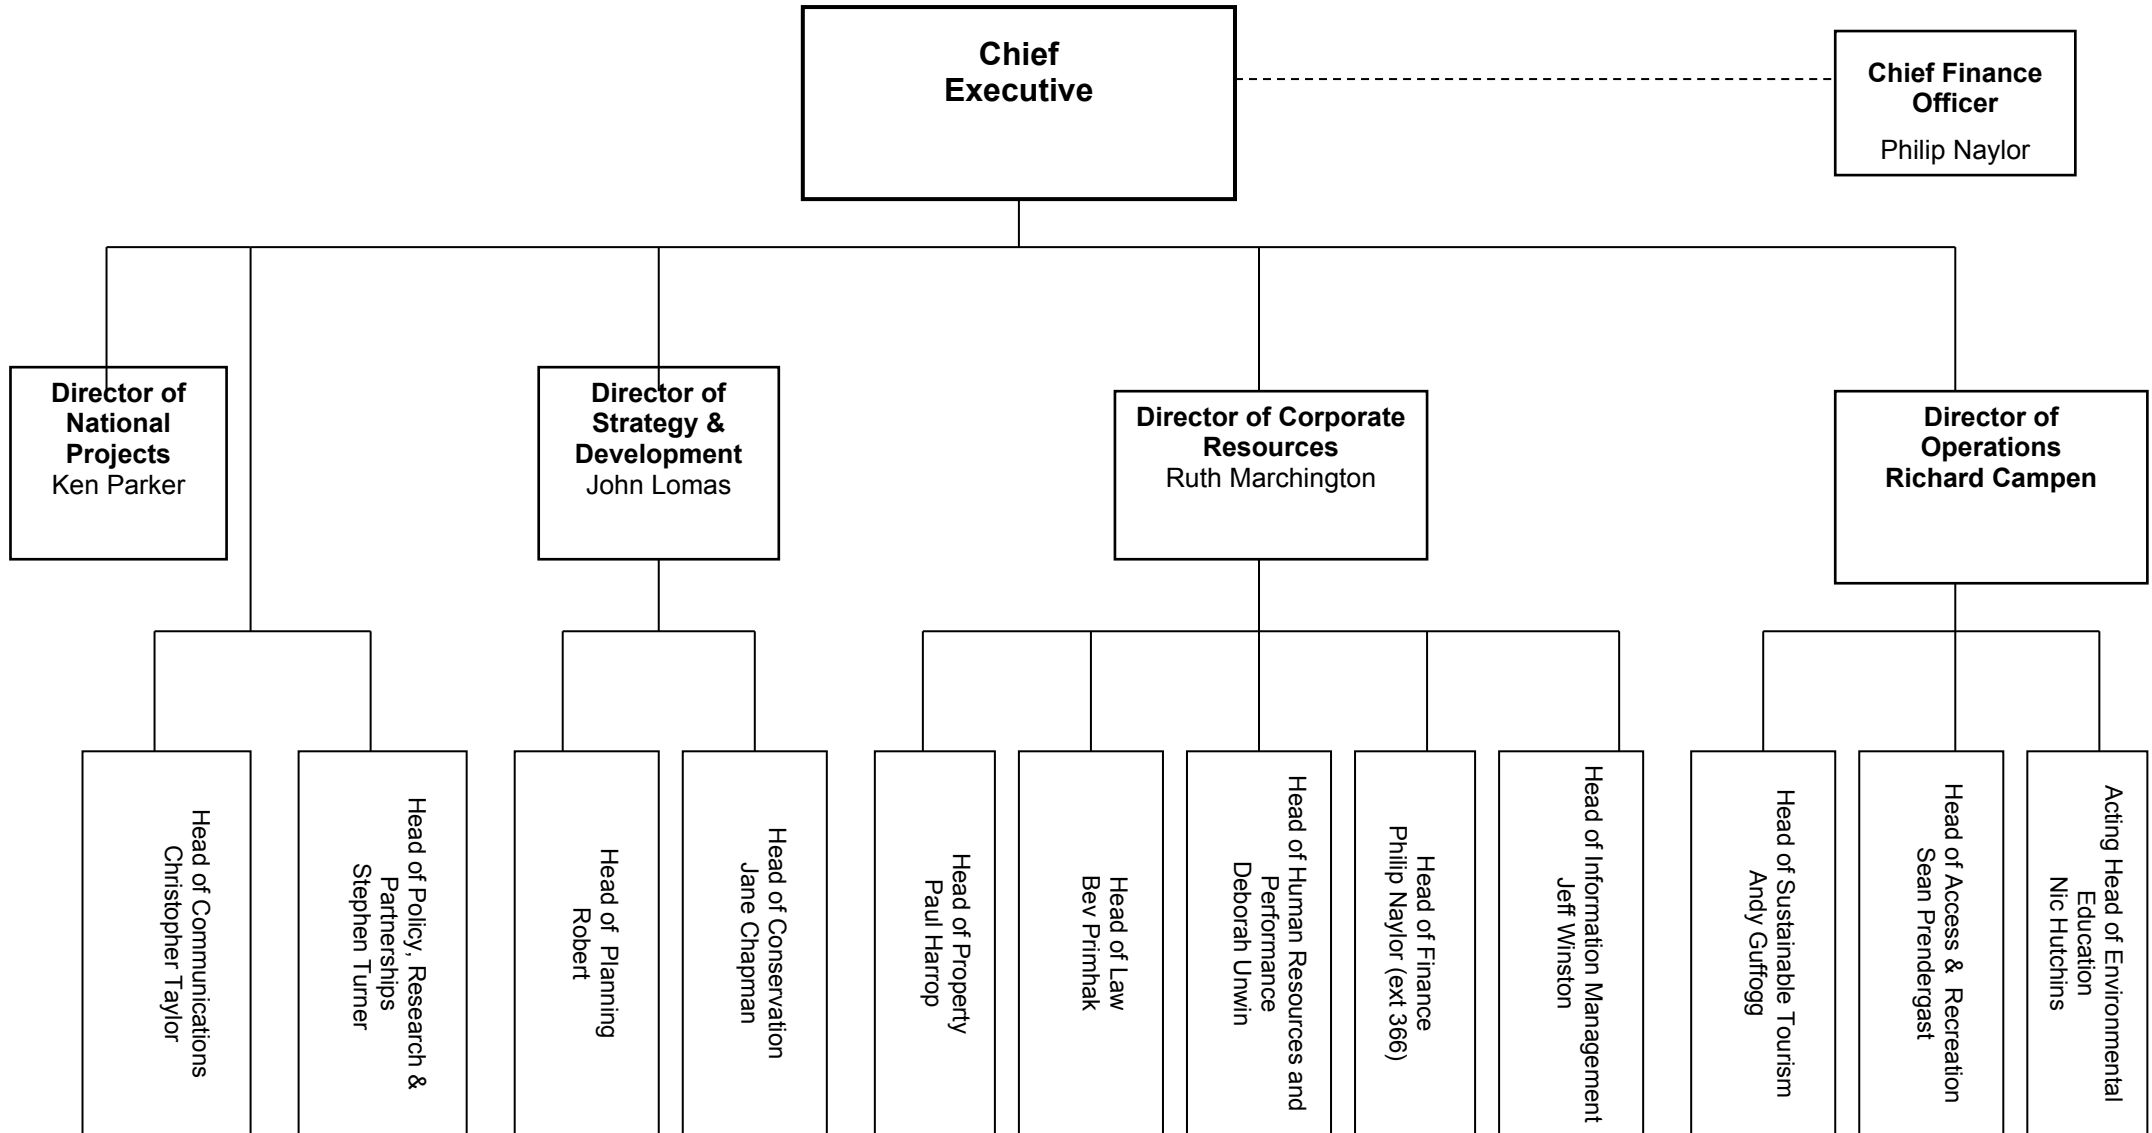 Chief
Executive
Chief Finance
Officer
Philip Naylor
Director of
National
Projects
Ken Parker
Director of
Strategy &
Development
John Lomas
Director of Corporate
Resources
Ruth Marchington
Director of
Operations
Richard Campen
Head of Communications
Christopher Taylor
Head of Policy, Research &
Partnerships
Stephen Turner
Head of Planning
Robert
Head of Conservation
Jane Chapman
Head of Property
Paul Harrop
Head of Law
Bev Primhak
Head of Human Resources and
Performance
Deborah Unwin
Head of Finance
Philip Naylor (ext 366)
Head of Information Management
Jeff Winston
Head of Sustainable Tourism
Andy Guffogg
Head of Access & Recreation
Sean Prendergast
Acting Head of Environmental
Education
Nic Hutchins